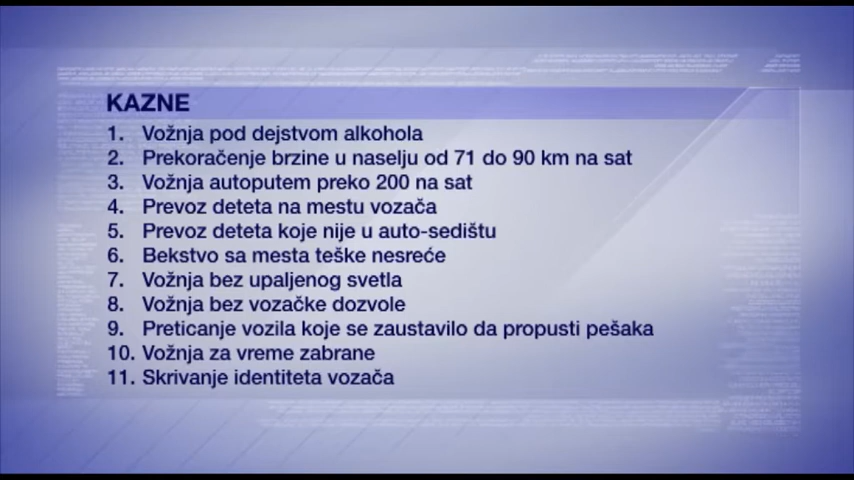 KAZNE
1. Vožnja pod dejstvom alkohola
2. Prekoračenje brzine u naselju od 71 do 90 km na sat
3. Vožnja autoputem preko 200 na sat
4. Prevoz deteta na mestu vozača
5. Prevoz deteta koje nije u auto-sedištu
6. Bekstvo sa mesta teške nesreće
7. Vožnja bez upaljenog svetla
8. Vožnja bez vozačke dozvole
9. Preticanje vozila koje se zaustavilo da propusti pešaka
10. Vožnja za vreme zabrane
11. Skrivanje identiteta vozača